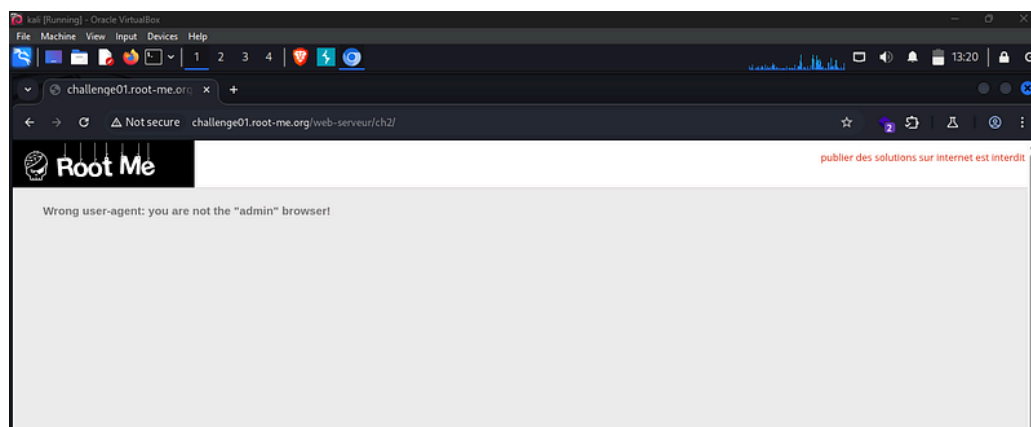 kali [Running] - Oracle VirtualBox
File Machine View Input Devices Help
1 2 3 4 13:20
challenge01.root-me.org
Not secure challenge01.root-me.org/web-serveur/ch2/
2
Root Me
publier des solutions sur internet est interdit
Wrong user-agent: you are not the "admin" browser!